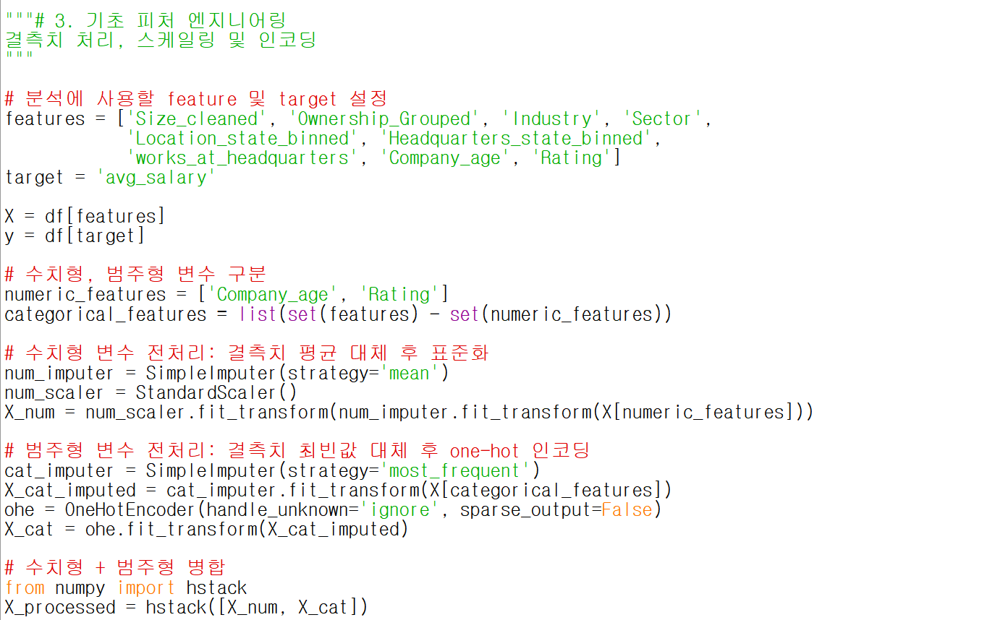 """# 3. 기초 피처 엔지니어링
결측치 처리, 스케일링 및 인코딩
"""
# 분석에 사용할 feature 및 target 설정
features = ['Size_cleaned', 'Ownership_Grouped', 'Industry', 'Sector',
'Location_state_binned', 'Headquarters_state_binned',
'works_at_headquarters', 'Company_age', 'Rating']
target = 'avg_salary'
X = df[features]
y = df[target]
# 수치형, 범주형 변수 구분
numeric_features = ['Company_age', 'Rating']
categorical_features = list(set(features) - set(numeric_features))
# 수치형 변수 전처리: 결측치 평균 대체 후 표준화
num_imputer = SimpleImputer(strategy='mean')
num_scaler = StandardScaler()
X_num = num_scaler.fit_transform(num_imputer.fit_transform(X[numeric_features]))
# 범주형 변수 전처리: 결측치 최빈값 대체 후 one-hot 인코딩
cat_imputer = SimpleImputer(strategy='most_frequent')
X_cat_imputed = cat_imputer.fit_transform(X[categorical_features])
ohe = OneHotEncoder(handle_unknown='ignore', sparse_output=False)
X_cat = ohe.fit_transform(X_cat_imputed)
# 수치형 + 범주형 병합
from numpy import hstack
X_processed = hstack([X_num, X_cat])